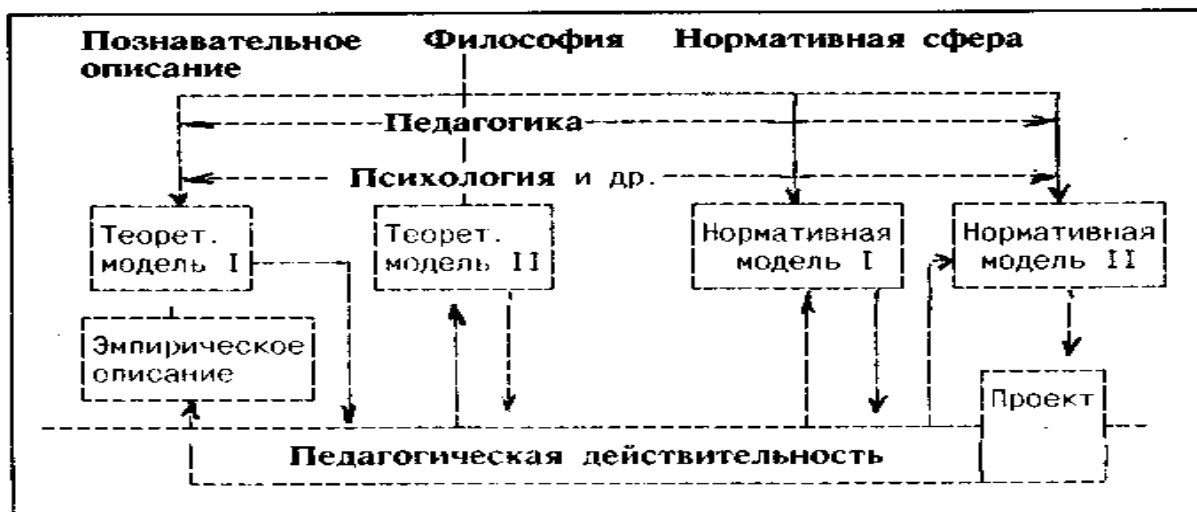 Познавательное Философия Нормативная сфера
описание
Педагогика
Психология и др.
Теорет.
модель I
Теорет.
модель II
Нормативная
модель I
Нормативная
модель II
Эмпирическое
описание
Проект
Педагогическая действительность